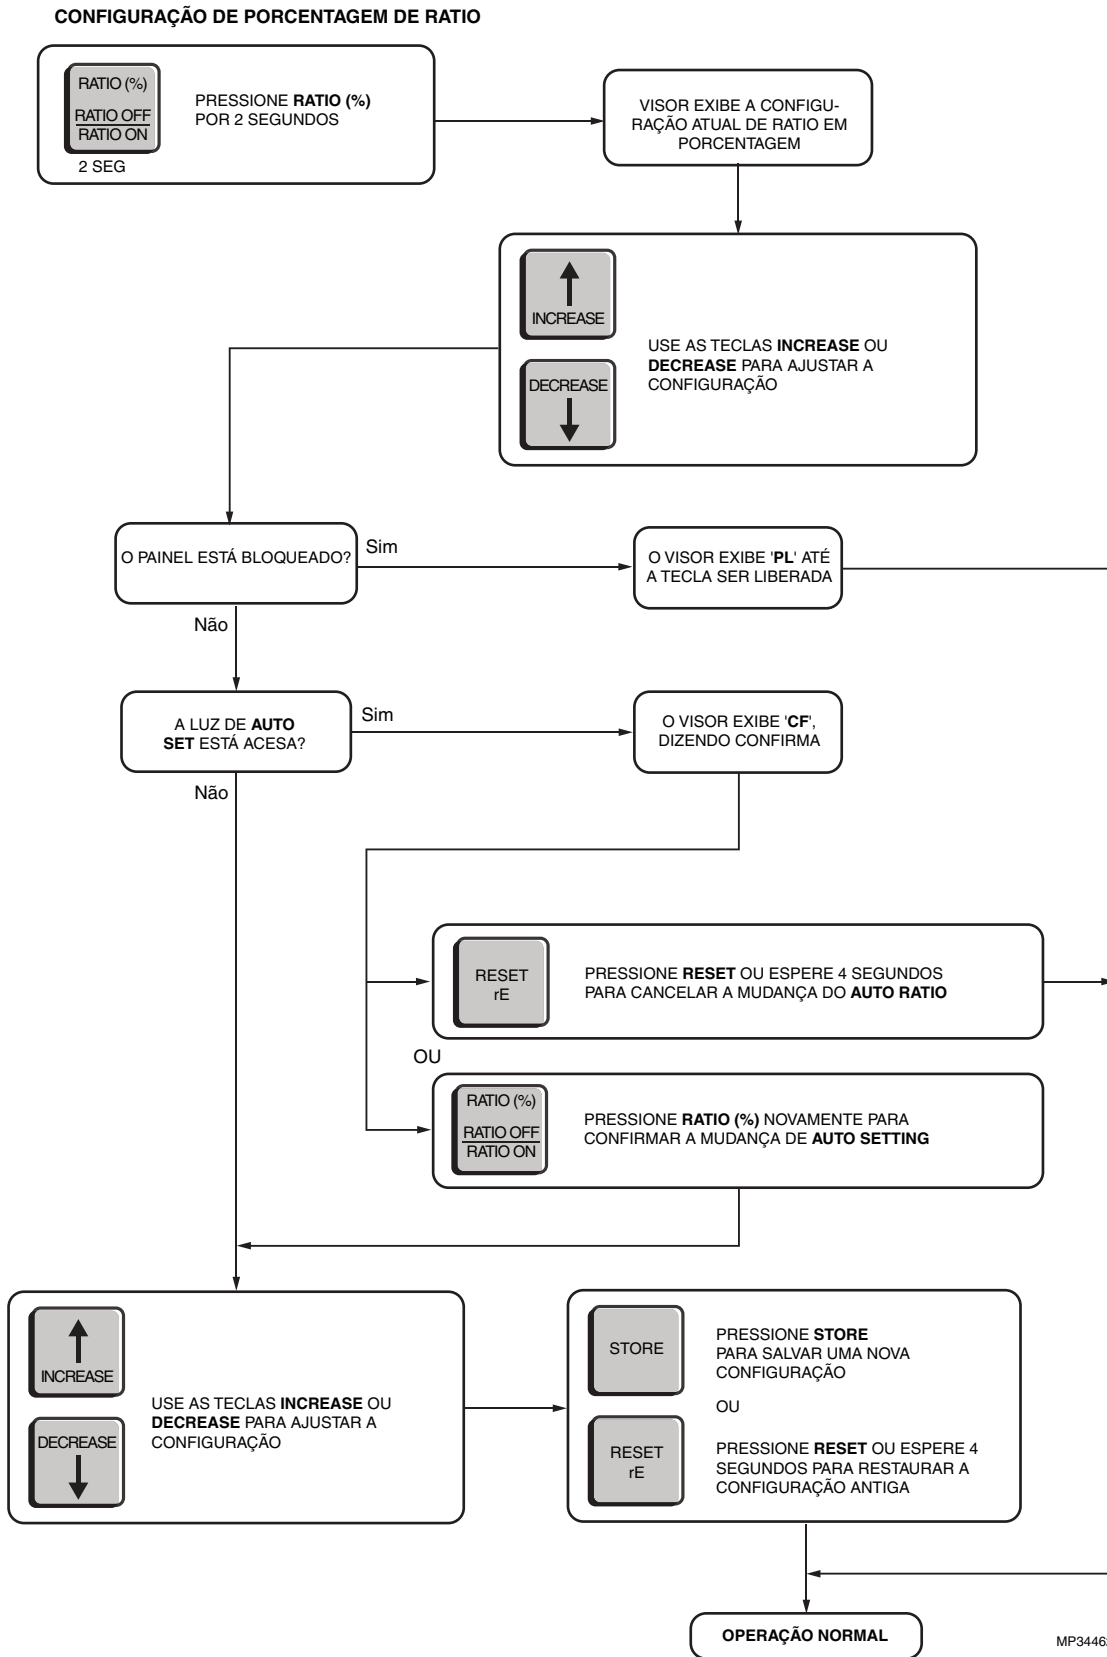 CONFIGURAÇÃO DE PORCENTAGEM DE RATIO
RATIO (%)
RATIO OFF
RATIO ON
2 SEG
PRESSIONE RATIO (%)
POR 2 SEGUNDOS
VISOR EXIBE A CONFIGU-
RAÇÃO ATUAL DE RATIO EM
PORCENTAGEM
INCREASE
DECREASE
USE AS TECLAS INCREASE OU
DECREASE PARA AJUSTAR A
CONFIGURAÇÃO
O PAINEL ESTÁ BLOQUEADO?
Sim
O VISOR EXIBE 'PL' ATÉ
A TECLA SER LIBERADA
Não
A LUZ DE AUTO
SET ESTÁ ACESA?
Sim
O VISOR EXIBE 'CF',
DIZENDO CONFIRMA
Não
RESET
rE
PRESSIONE RESET OU ESPERE 4 SEGUNDOS
PARA CANCELAR A MUDANÇA DO AUTO RATIO
OU
RATIO (%)
RATIO OFF
RATIO ON
PRESSIONE RATIO (%) NOVAMENTE PARA
CONFIRMAR A MUDANÇA DE AUTO SETTING
INCREASE
DECREASE
USE AS TECLAS INCREASE OU
DECREASE PARA AJUSTAR A
CONFIGURAÇÃO
STORE
PRESSIONE STORE
PARA SALVAR UMA NOVA
CONFIGURAÇÃO
OU
RESET
rE
PRESSIONE RESET OU ESPERE 4
SEGUNDOS PARA RESTAURAR A
CONFIGURAÇÃO ANTIGA
OPERAÇÃO NORMAL